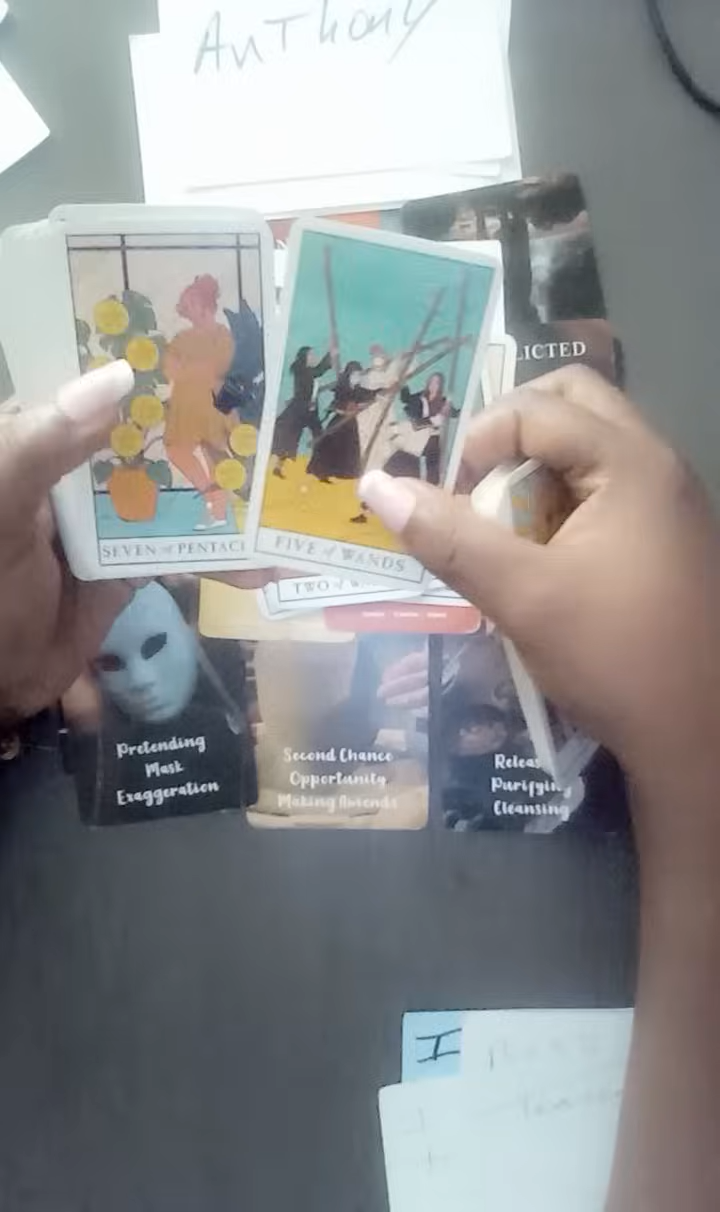 Anthony
LICTED
SEVEN of PENTACL
FIVE of WANDS
TWO of W
Pretending
Mask
Exaggeration
Second Chance
Opportunity
Making Amends
Releas
Purifying
Cleansing
I